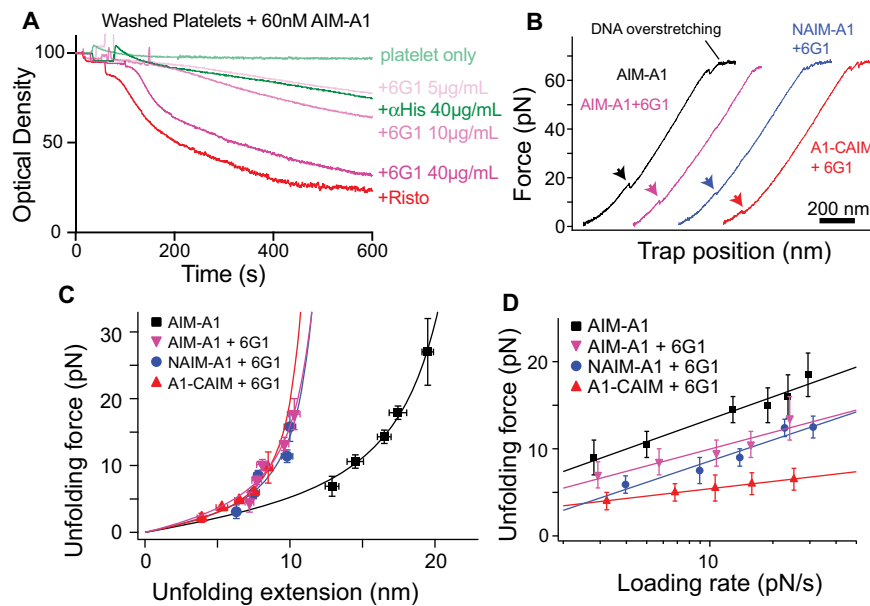 A
Washed Platelets + 60nM AIM-A1
Optical Density
100
50
0
0
200
400
600
Time (s)
platelet only
+6G1 5µg/mL
+αHis 40µg/mL
+6G1 10µg/mL
+6G1 40µg/mL
+Risto
B
Force (pN)
60
40
20
0
DNA overstretching
AIM-A1
AIM-A1+6G1
NAIM-A1
+6G1
A1-CAIM
+ 6G1
200 nm
Trap position (nm)
C
Unfolding force (pN)
30
20
10
0
AIM-A1
AIM-A1 + 6G1
NAIM-A1 + 6G1
A1-CAIM + 6G1
0
10
20
Unfolding extension (nm)
D
Unfolding force (pN)
20
10
0
AIM-A1
AIM-A1 + 6G1
NAIM-A1 + 6G1
A1-CAIM + 6G1
10
Loading rate (pN/s)